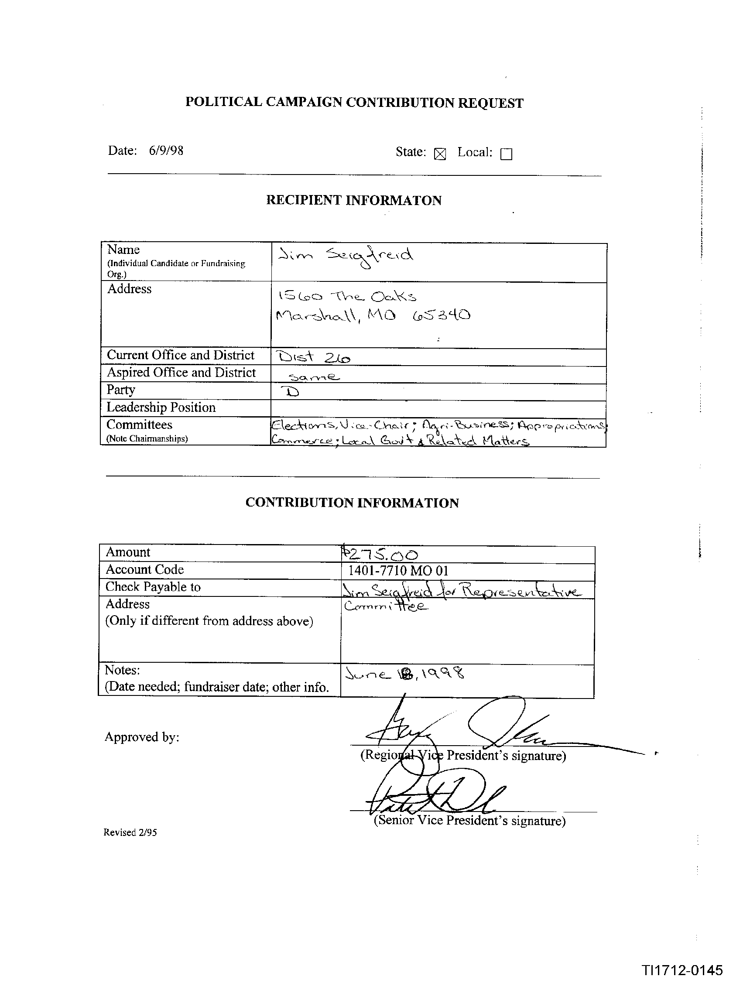 POLITICAL CAMPAIGN CONTRIBUTION REQUEST
Date: 6/9/98 State: ☒ Local: ☐
RECIPIENT INFORMATON
Name Jim Seigfreid
(Individual Candidate or Fundraising
Org.)
Address
1560 The Oaks
Marshall, MO 65340
Current Office and District Dist 26
Aspired Office and District same
Party D
Leadership Position
Committees Elections, Vice-Chair; Agri-Business; Appropriations;
(Note Chairmanships) Commerce; Local Gov't & Related Matters
CONTRIBUTION INFORMATION
Amount $275.00
Account Code 1401-7710 MO 01
Check Payable to Jim Seigfreid for Representative
Address Committee
(Only if different from address above)
Notes: June , 1998
(Date needed; fundraiser date; other info.
Approved by:
(Regional Vice President's signature)
(Senior Vice President's signature)
Revised 2/95
TI1712-0145